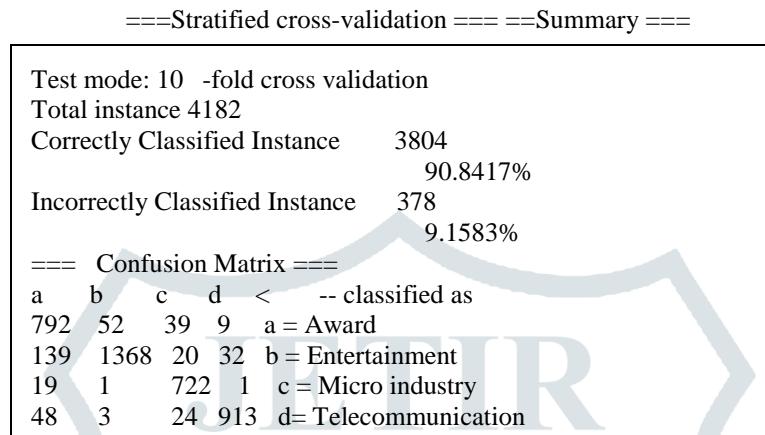 ===Stratified cross-validation === ==Summary ===
Test mode: 10 -fold cross validation
Total instance 4182
Correctly Classified Instance 3804
90.8417%
Incorrectly Classified Instance 378
9.1583%
=== Confusion Matrix ===
a b c d < -- classified as
792 52 39 9 a = Award
139 1368 20 32 b = Entertainment
19 1 722 1 c = Micro industry
48 3 24 913 d= Telecommunication
JETIR